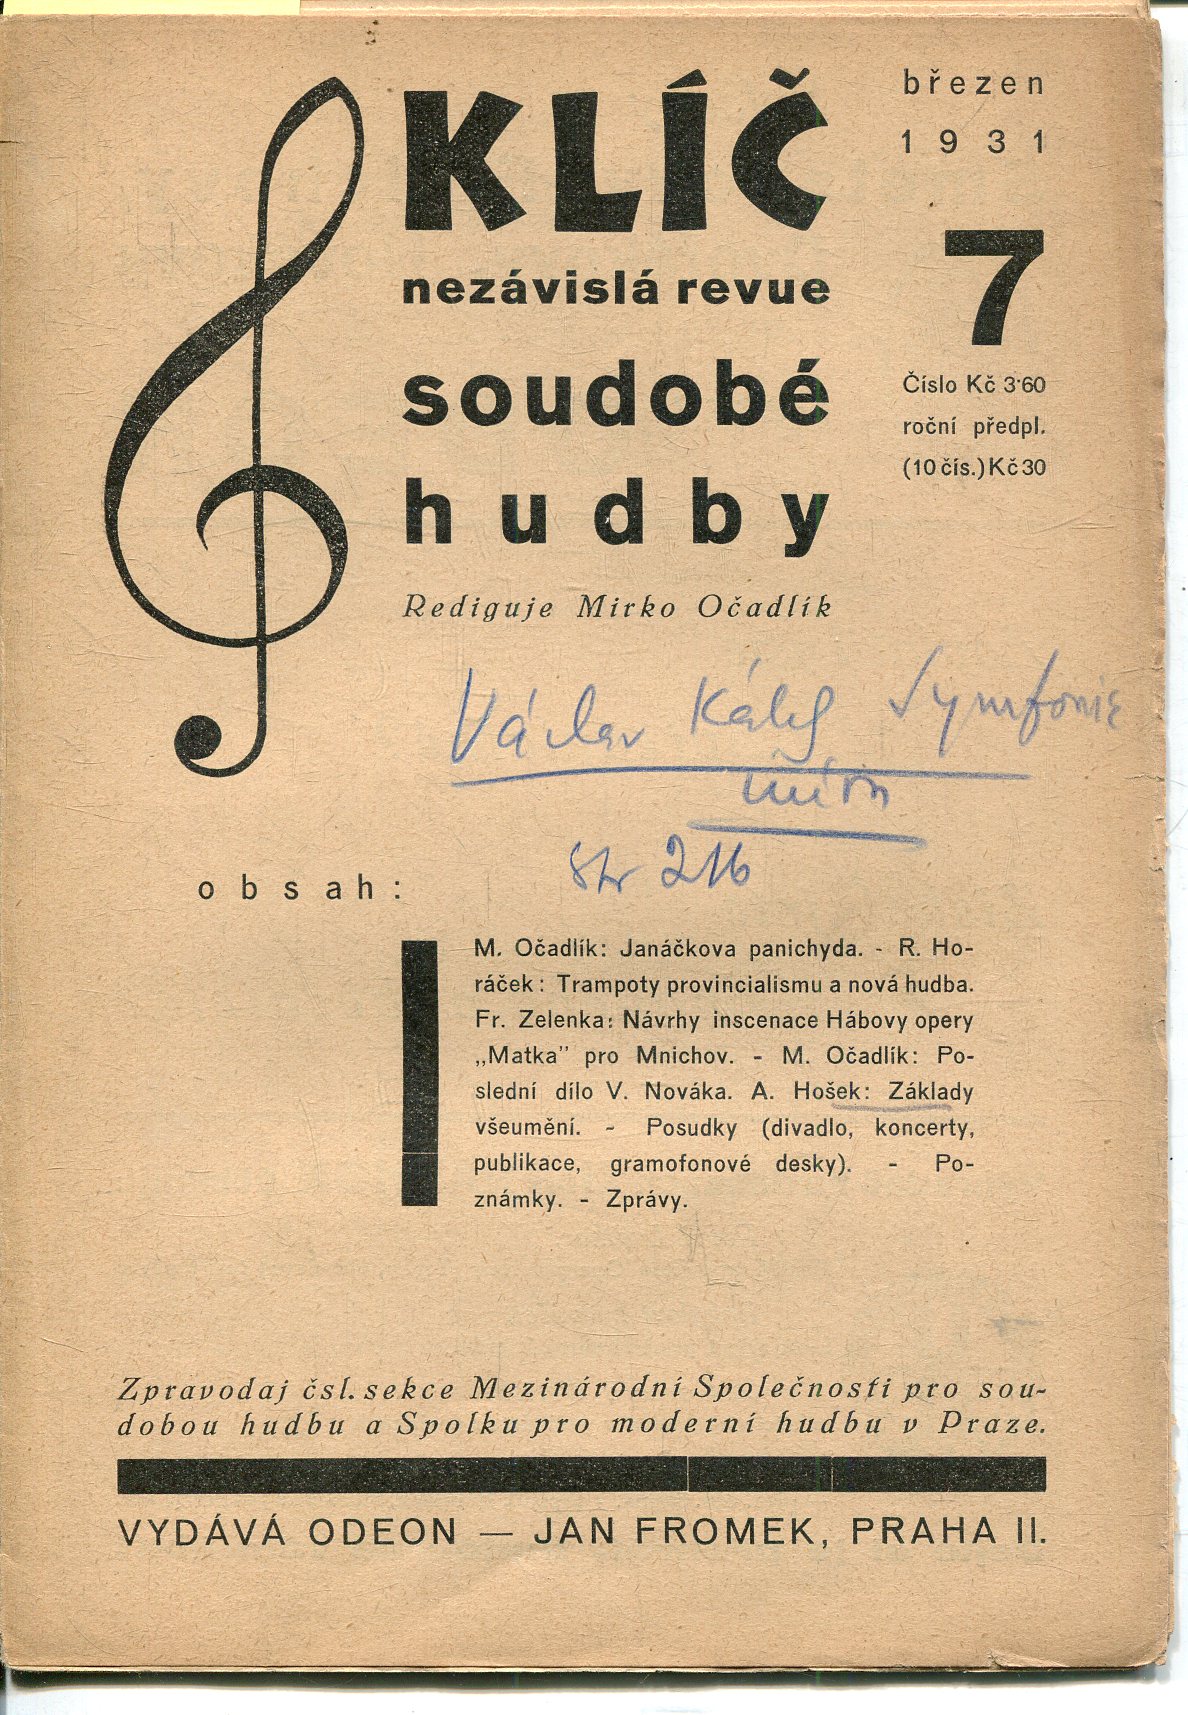 KLÍČ
nezávislá revue
soudobé
hudby
Rediguje Mirko Očadlík
březen
1931
7
Číslo Kč 3·60
roční předpl.
(10 čís.) Kč 30
Václav Kálik Symfonie
míru
str 216
obsah:
M. Očadlík: Janáčkova panichyda. - R. Ho-
ráček: Trampoty provincialismu a nová hudba.
Fr. Zelenka: Návrhy inscenace Hábovy opery
„Matka” pro Mnichov. - M. Očadlík: Po-
slední dílo V. Nováka. A. Hošek: Základy
všeumění. - Posudky (divadlo, koncerty,
publikace, gramofonové desky). - Po-
známky. - Zprávy.
Zpravodaj čsl. sekce Mezinárodní Společnosti pro sou-
dobou hudbu a Spolku pro moderní hudbu v Praze.
VYDÁVÁ ODEON — JAN FROMEK, PRAHA II.